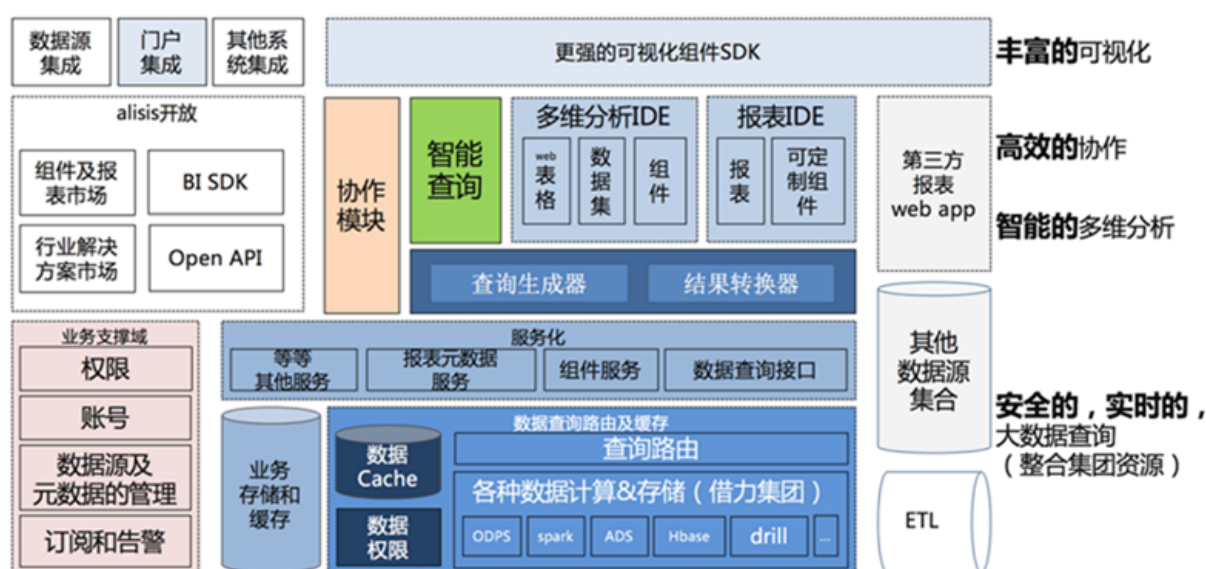 数据源
集成
门户
集成
其他系
统集成
更强的可视化组件SDK
丰富的可视化
alisis开放
组件及报
表市场
BI SDK
行业解决
方案市场
Open API
协作
模块
智能
查询
多维分析IDE
web
表
格
数
据
集
组
件
报表IDE
报
表
可定
制组
件
第三方
报表
web app
高效的协作
智能的多维分析
查询生成器
结果转换器
业务支撑域
权限
账号
数据源及
元数据的管理
订阅和告警
服务化
等等
其他服务
报表元数据
服务
组件服务
数据查询接口
其他
数据源
集合
业务
存储和
缓存
数据查询路由及缓存
数据
Cache
查询路由
数据
权限
各种数据计算&存储（借力集团）
ODPS
spark
ADS
Hbase
drill
...
ETL
安全的，实时的，
大数据查询
（整合集团资源）